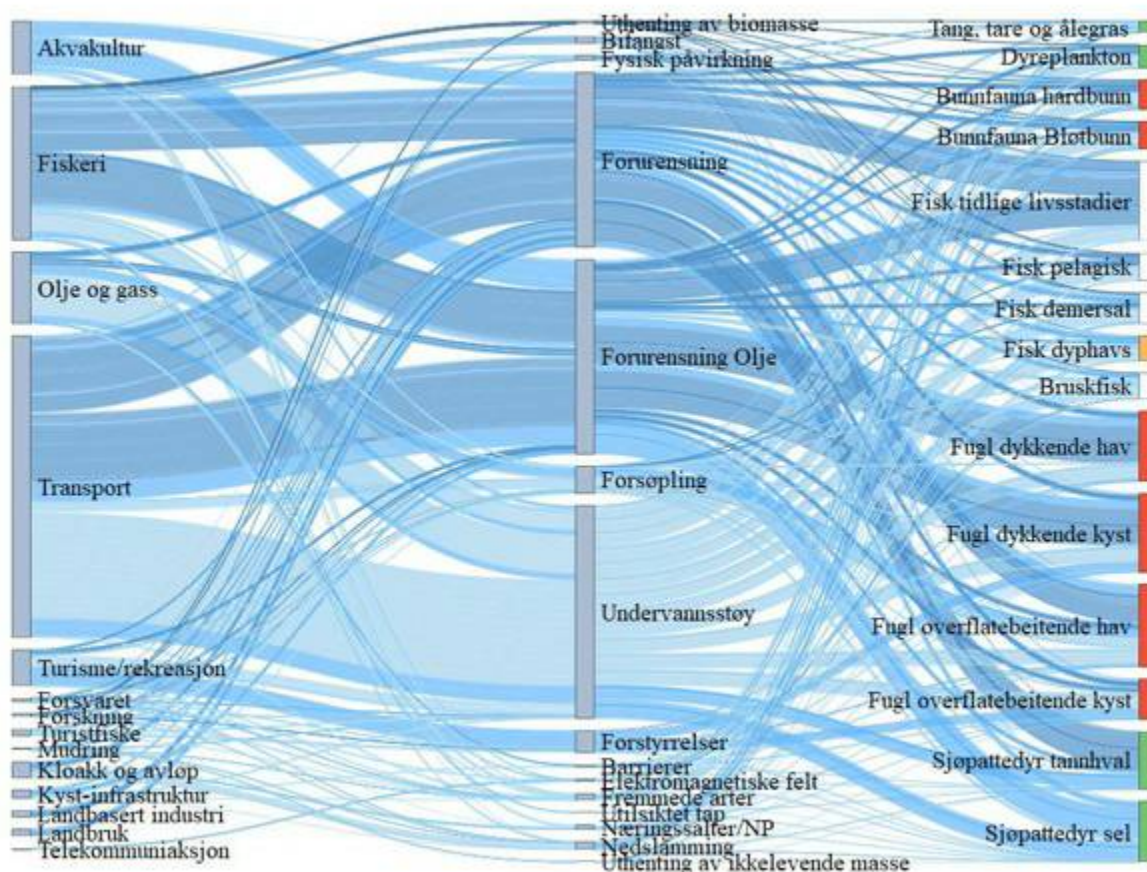 Akvakultur
Fiskeri
Olje og gass
Transport
Turisme/rekreasjon
Forsvaret
Forskning
Turistfiske
Mudring
Kloakk og avløp
Kyst-infrastruktur
Landbasert industri
Landbruk
Telekommuniaksjon
Uthenting av biomasse
Bifangst
Fysisk påvirkning
Forurensning
Forurensning Olje
Forsøpling
Undervannsstøy
Forstyrrelser
Barrierer
Elektromagnetiske felt
Fremmede arter
Utilsiktet tap
Næringssalter/NP
Nedslamming
Uthenting av ikkelevende masse
Tang, tare og ålegras
Dyreplankton
Bunnfauna hardbunn
Bunnfauna Bløtbunn
Fisk tidlige livsstadier
Fisk pelagisk
Fisk demersal
Fisk dyphavs
Bruskfisk
Fugl dykkende hav
Fugl dykkende kyst
Fugl overflatebeitende hav
Fugl overflatebeitende kyst
Sjøpattedyr tannhval
Sjøpattedyr sel